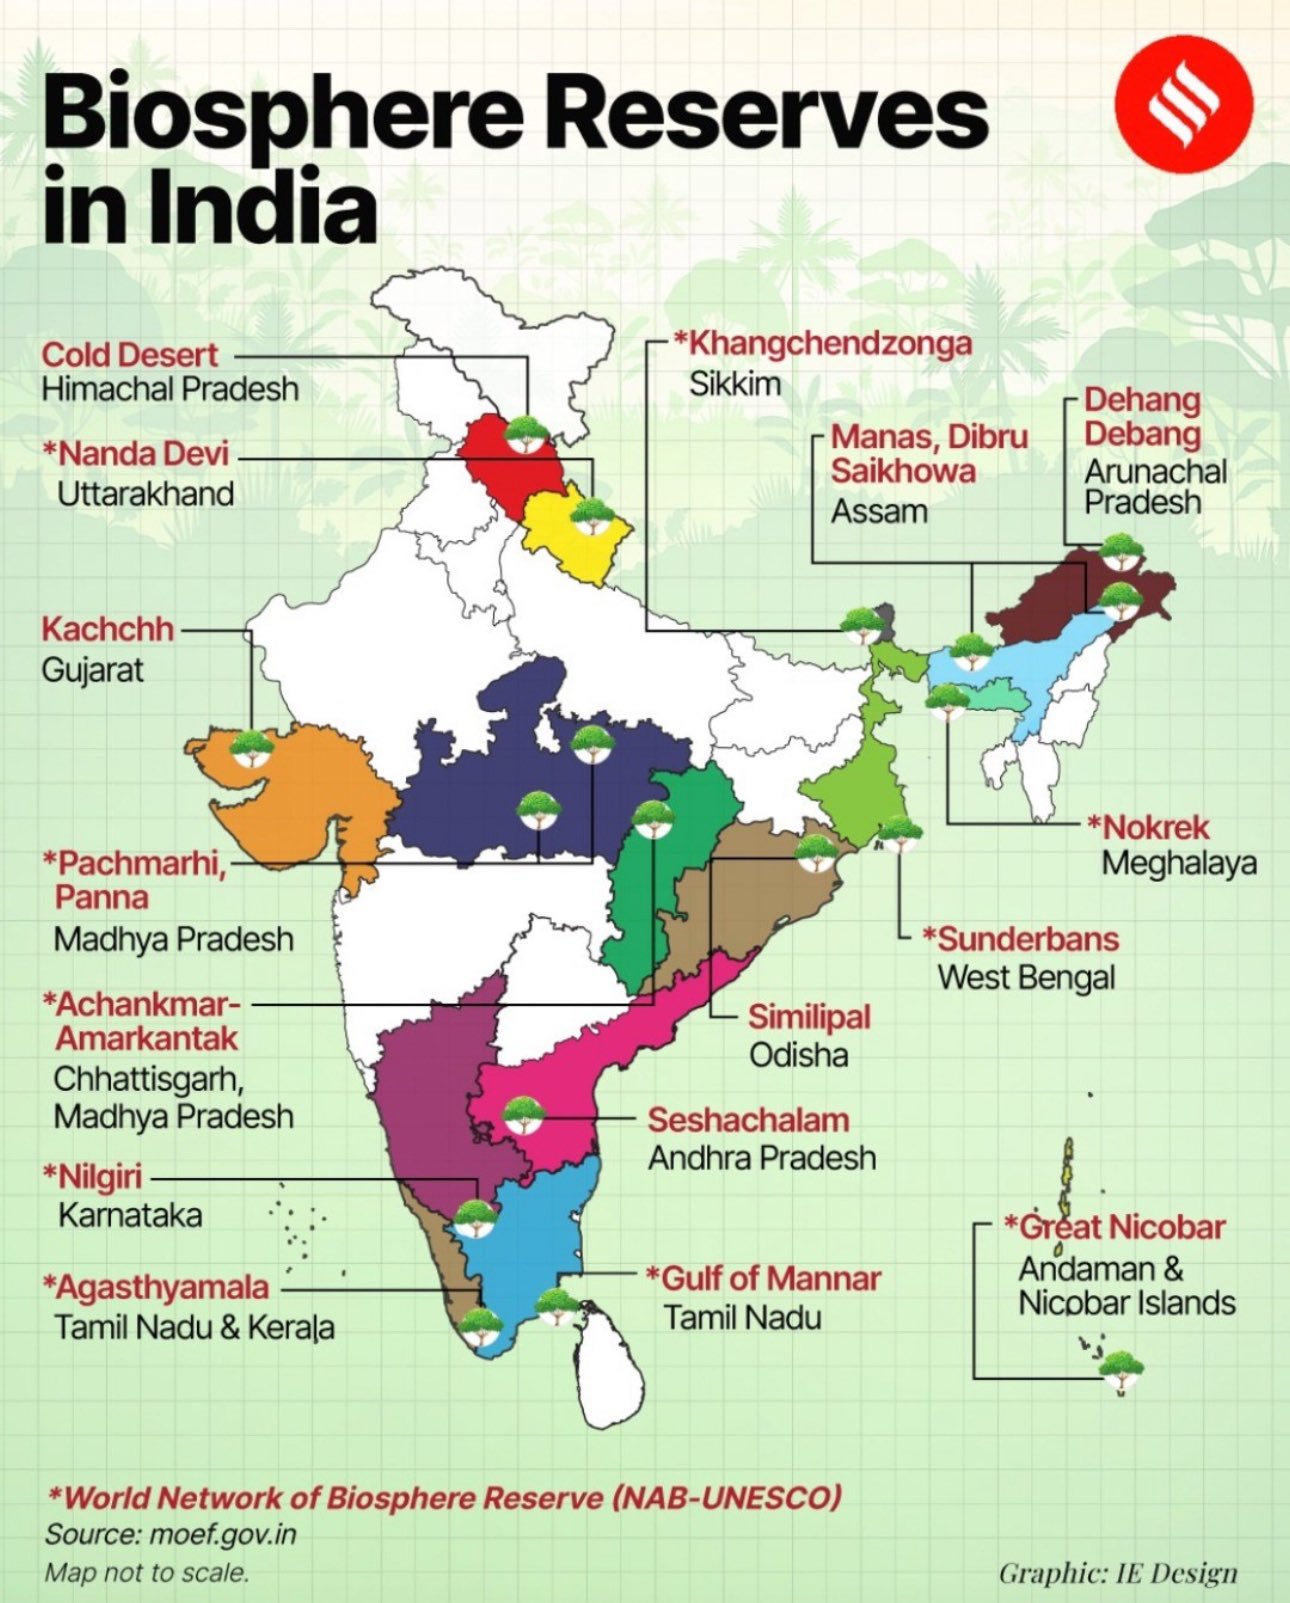 Biosphere Reserves
in India
Cold Desert
Himachal Pradesh
*Nanda Devi
Uttarakhand
Kachchh
Gujarat
*Pachmarhi,
Panna
Madhya Pradesh
*Achankmar-
Amarkantak
Chhattisgarh,
Madhya Pradesh
*Nilgiri
Karnataka
*Agasthyamala
Tamil Nadu & Kerala
*Khangchendzonga
Sikkim
Manas, Dibru
Saikhowa
Assam
Dehang
Debang
Arunachal
Pradesh
*Nokrek
Meghalaya
*Sunderbans
West Bengal
Similipal
Odisha
Seshachalam
Andhra Pradesh
*Gulf of Mannar
Tamil Nadu
*Great Nicobar
Andaman &
Nicobar Islands
*World Network of Biosphere Reserve (NAB-UNESCO)
Source: moef.gov.in
Map not to scale.
Graphic: IE Design